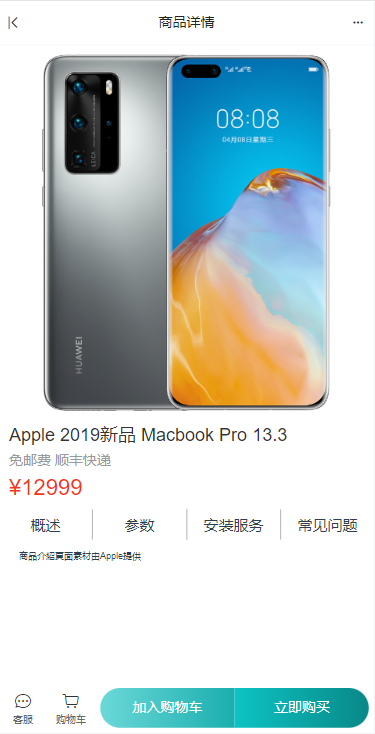 商品详情
08:08
04月08日星期三
LEICA
HUAWEI
Apple 2019新品 Macbook Pro 13.3
免邮费 顺丰快递
¥12999
概述
参数
安装服务
常见问题
商品介紹頁面素材由Apple提供
客服
购物车
加入购物车
立即购买